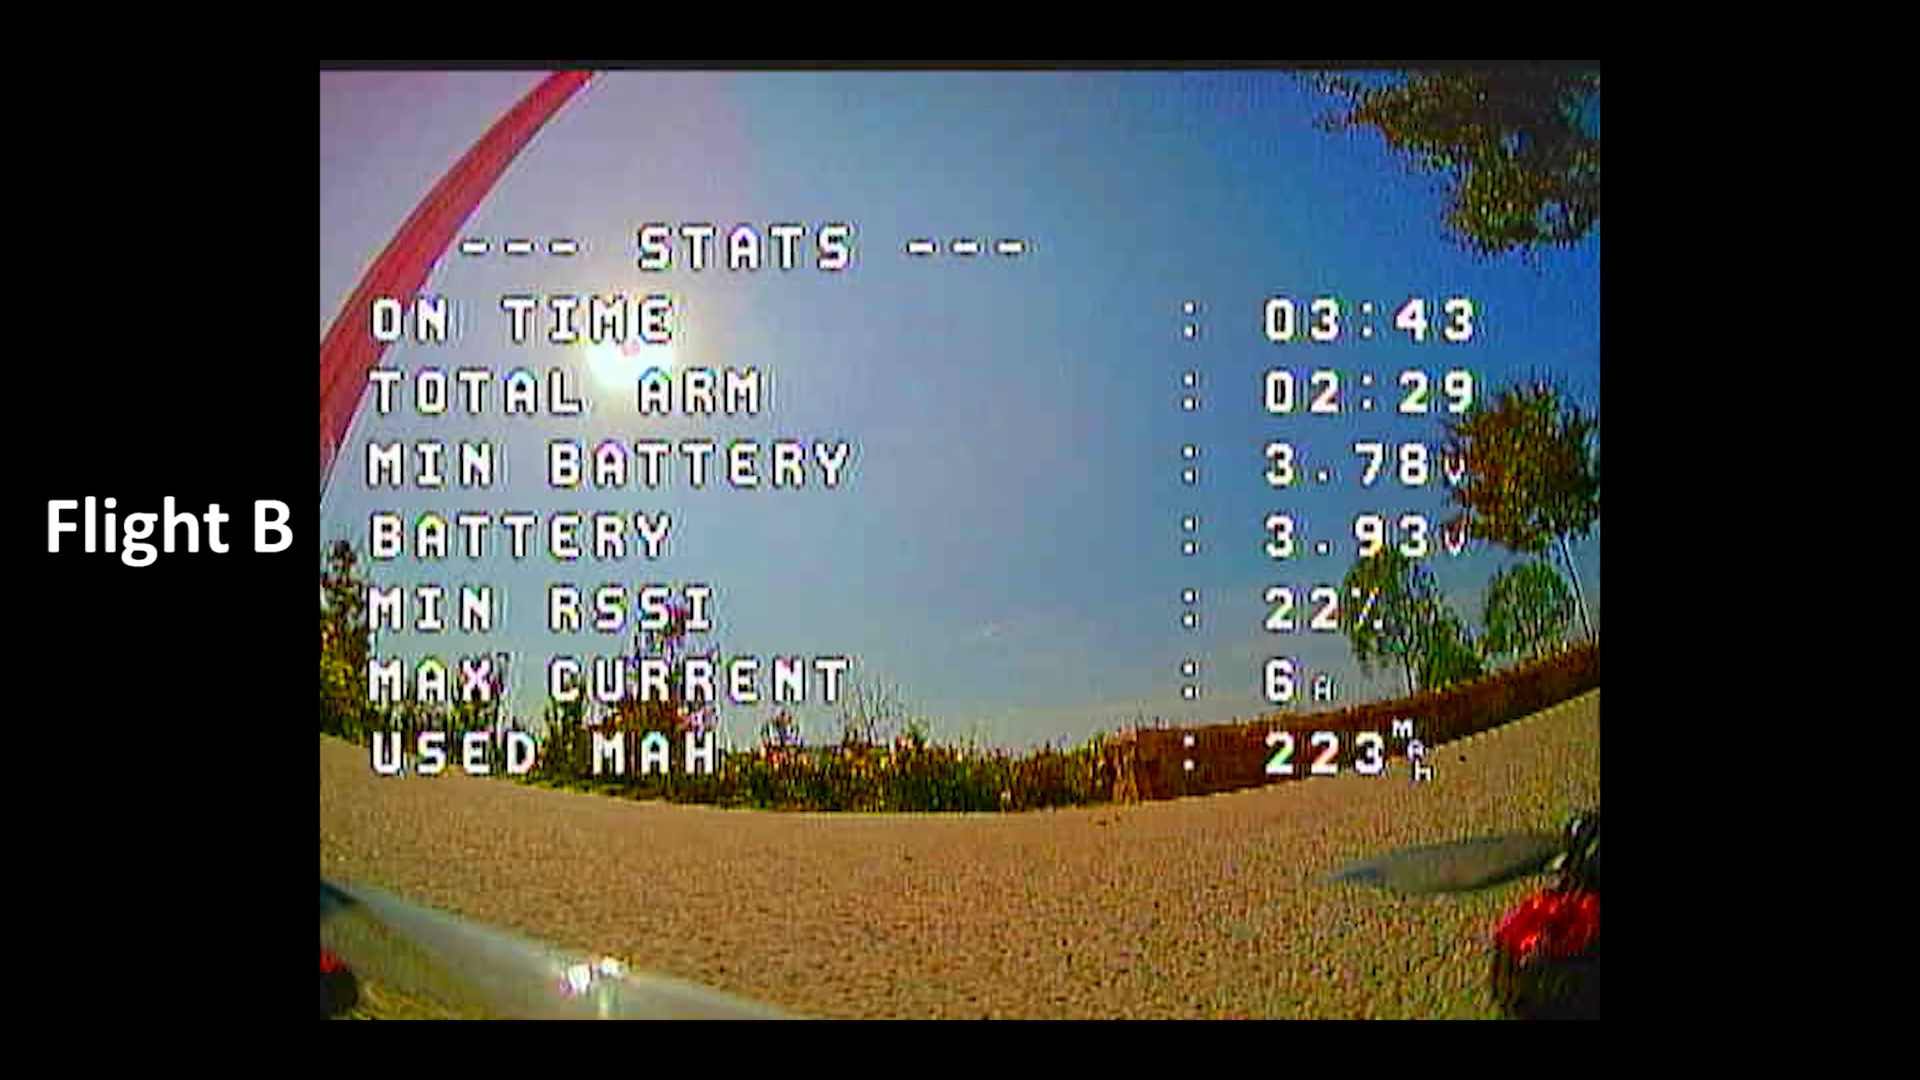 --- STATS ---
ON TIME : 03:43
TOTAL ARM : 02:29
MIN BATTERY : 3.78V
BATTERY : 3.93V
MIN RSSI : 22%
MAX CURRENT : 6A
USED MAH : 223MAH
Flight B